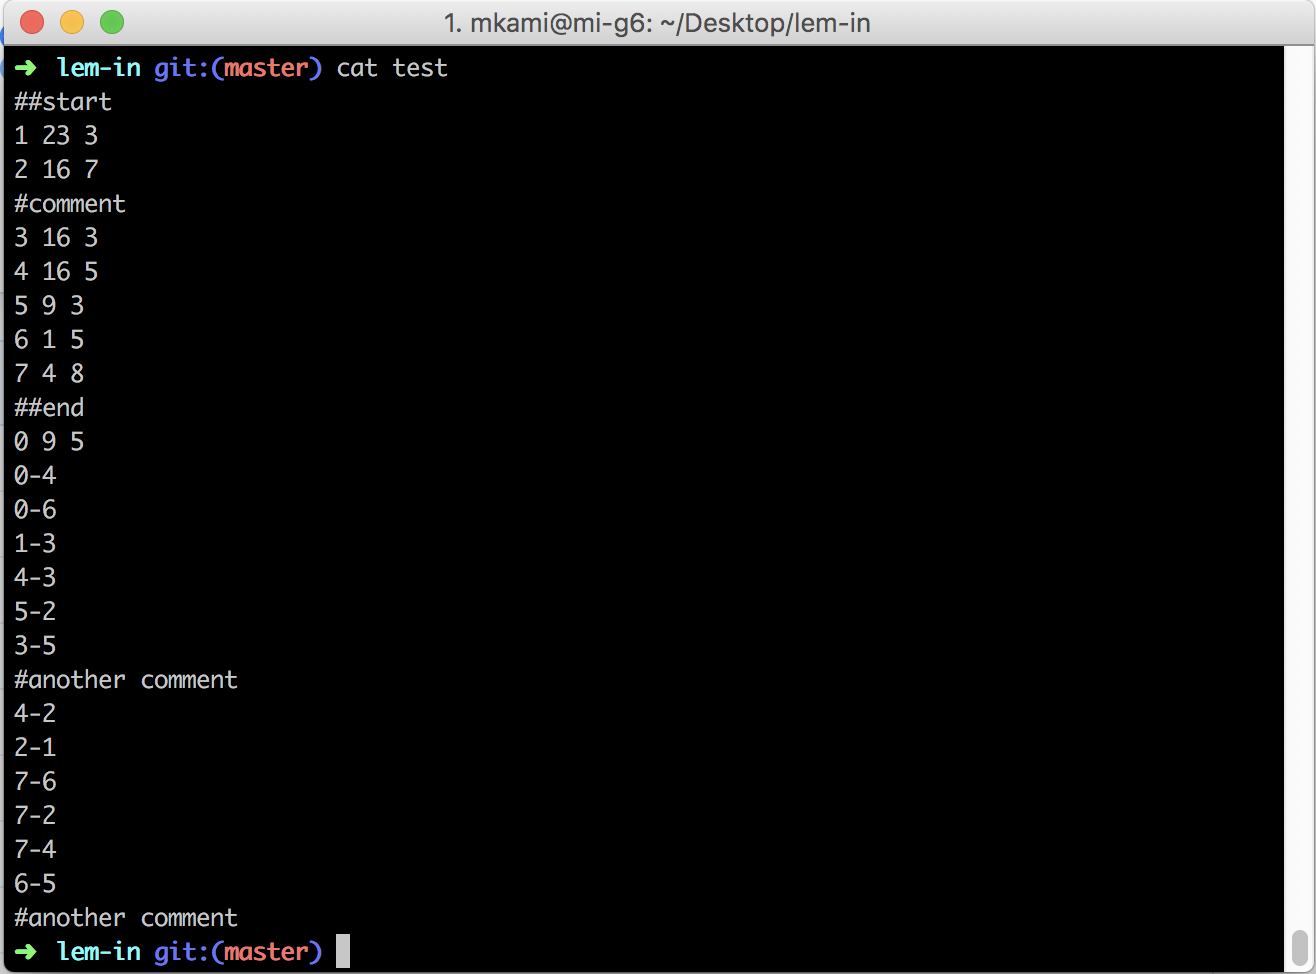 1. mkami@mi-g6: ~/Desktop/lem-in
➜ lem-in git:(master) cat test
##start
1 23 3
2 16 7
#comment
3 16 3
4 16 5
5 9 3
6 1 5
7 4 8
##end
0 9 5
0-4
0-6
1-3
4-3
5-2
3-5
#another comment
4-2
2-1
7-6
7-2
7-4
6-5
#another comment
➜ lem-in git:(master)